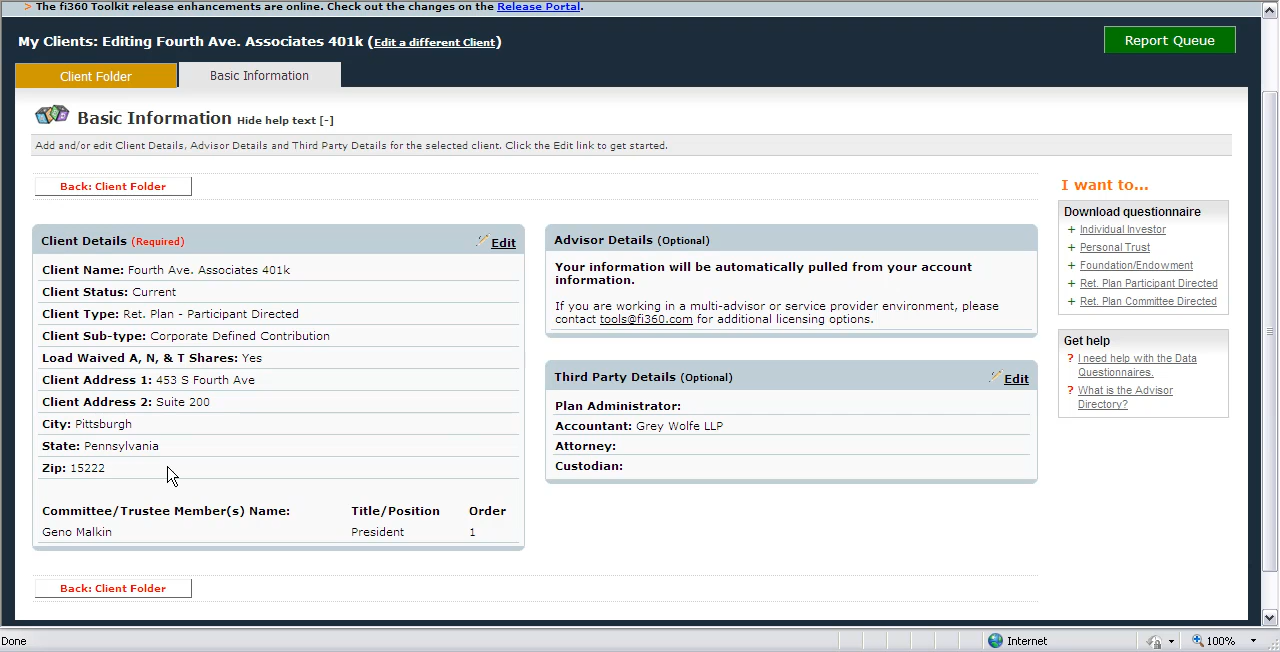 > The fi360 Toolkit release enhancements are online. Check out the changes on the Release Portal.
My Clients: Editing Fourth Ave. Associates 401k (Edit a different Client)
Report Queue
Client Folder
Basic Information
Basic Information Hide help text [-]
Add and/or edit Client Details, Advisor Details and Third Party Details for the selected client. Click the Edit link to get started.
Back: Client Folder
Client Details (Required)
Edit
Client Name: Fourth Ave. Associates 401k
Client Status: Current
Client Type: Ret. Plan - Participant Directed
Client Sub-type: Corporate Defined Contribution
Load Waived A, N, & T Shares: Yes
Client Address 1: 453 S Fourth Ave
Client Address 2: Suite 200
City: Pittsburgh
State: Pennsylvania
Zip: 15222
Committee/Trustee Member(s) Name: Title/Position Order
Geno Malkin President 1
Advisor Details (Optional)
Your information will be automatically pulled from your account
information.
If you are working in a multi-advisor or service provider environment, please
contact tools@fi360.com for additional licensing options.
Third Party Details (Optional)
Edit
Plan Administrator:
Accountant: Grey Wolfe LLP
Attorney:
Custodian:
I want to...
Download questionnaire
+ Individual Investor
+ Personal Trust
+ Foundation/Endowment
+ Ret. Plan Participant Directed
+ Ret. Plan Committee Directed
Get help
? I need help with the Data
Questionnaires.
? What is the Advisor
Directory?
Back: Client Folder
Done
Internet
100%